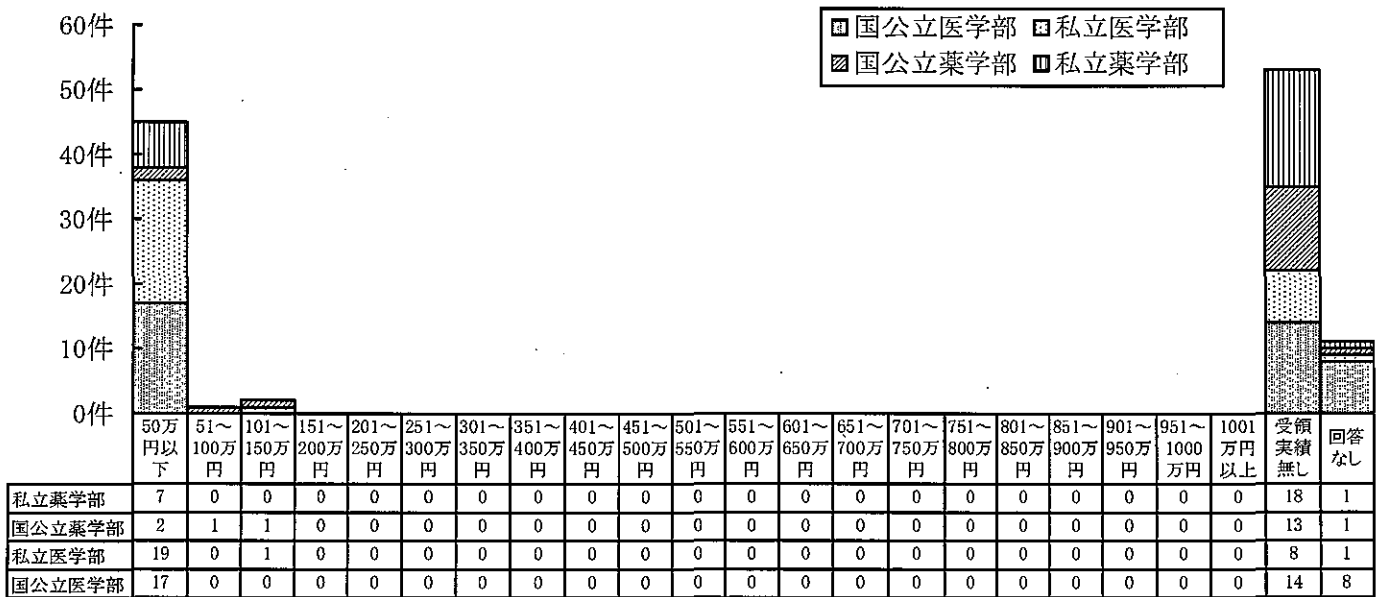 60件
50件
40件
30件
20件
10件
0件
国公立医学部 私立医学部
国公立薬学部 私立薬学部
50万円以下 51～100万円 101～150万円 151～200万円 201～250万円 251～300万円 301～350万円 351～400万円 401～450万円 451～500万円 501～550万円 551～600万円 601～650万円 651～700万円 701～750万円 751～800万円 801～850万円 851～900万円 901～950万円 951～1000万円 1001万円以上 受領実績無し 回答なし
私立薬学部 7 0 0 0 0 0 0 0 0 0 0 0 0 0 0 0 0 0 0 0 0 18 1
国公立薬学部 2 1 1 0 0 0 0 0 0 0 0 0 0 0 0 0 0 0 0 0 0 13 1
私立医学部 19 0 1 0 0 0 0 0 0 0 0 0 0 0 0 0 0 0 0 0 0 8 1
国公立医学部 17 0 0 0 0 0 0 0 0 0 0 0 0 0 0 0 0 0 0 0 0 14 8